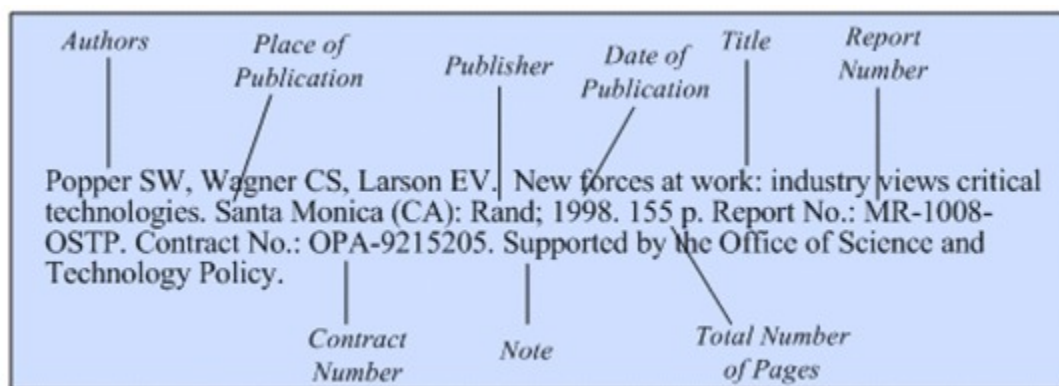 Authors
Place of
Publication
Publisher
Date of
Publication
Title
Report
Number
Popper SW, Wagner CS, Larson EV. New forces at work: industry views critical
technologies. Santa Monica (CA): Rand; 1998. 155 p. Report No.: MR-1008-
OSTP. Contract No.: OPA-9215205. Supported by the Office of Science and
Technology Policy.
Contract
Number
Note
Total Number
of Pages